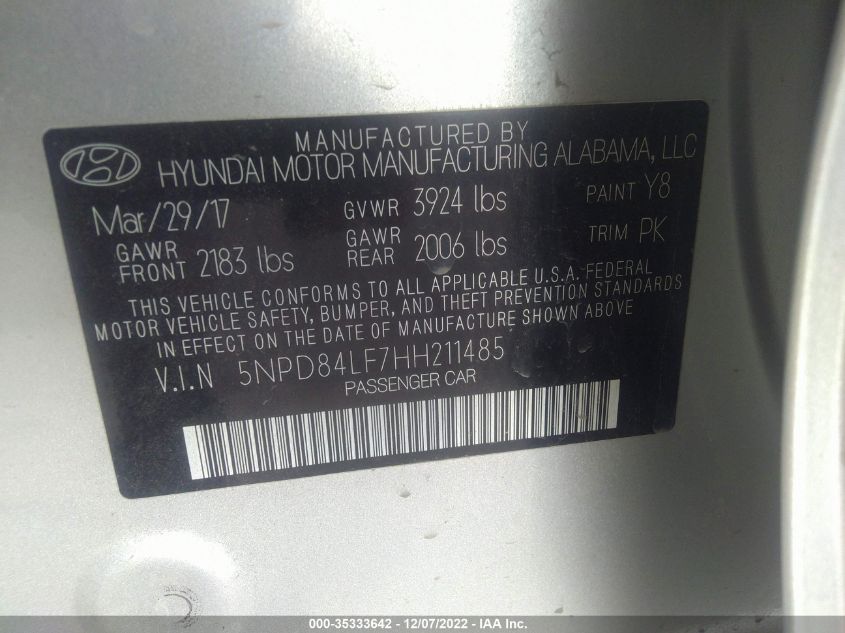 MANUFACTURED BY
HYUNDAI MOTOR MANUFACTURING ALABAMA, LLC
Mar/29/17 GVWR 3924 lbs PAINT Y8
GAWR FRONT 2183 lbs GAWR REAR 2006 lbs TRIM PK
THIS VEHICLE CONFORMS TO ALL APPLICABLE U.S.A. FEDERAL
MOTOR VEHICLE SAFETY, BUMPER, AND THEFT PREVENTION STANDARDS
IN EFFECT ON THE DATE OF MANUFACTURE SHOWN ABOVE
V.I.N 5NPD84LF7HH211485
PASSENGER CAR
000-35333642 - 12/07/2022 - IAA Inc.